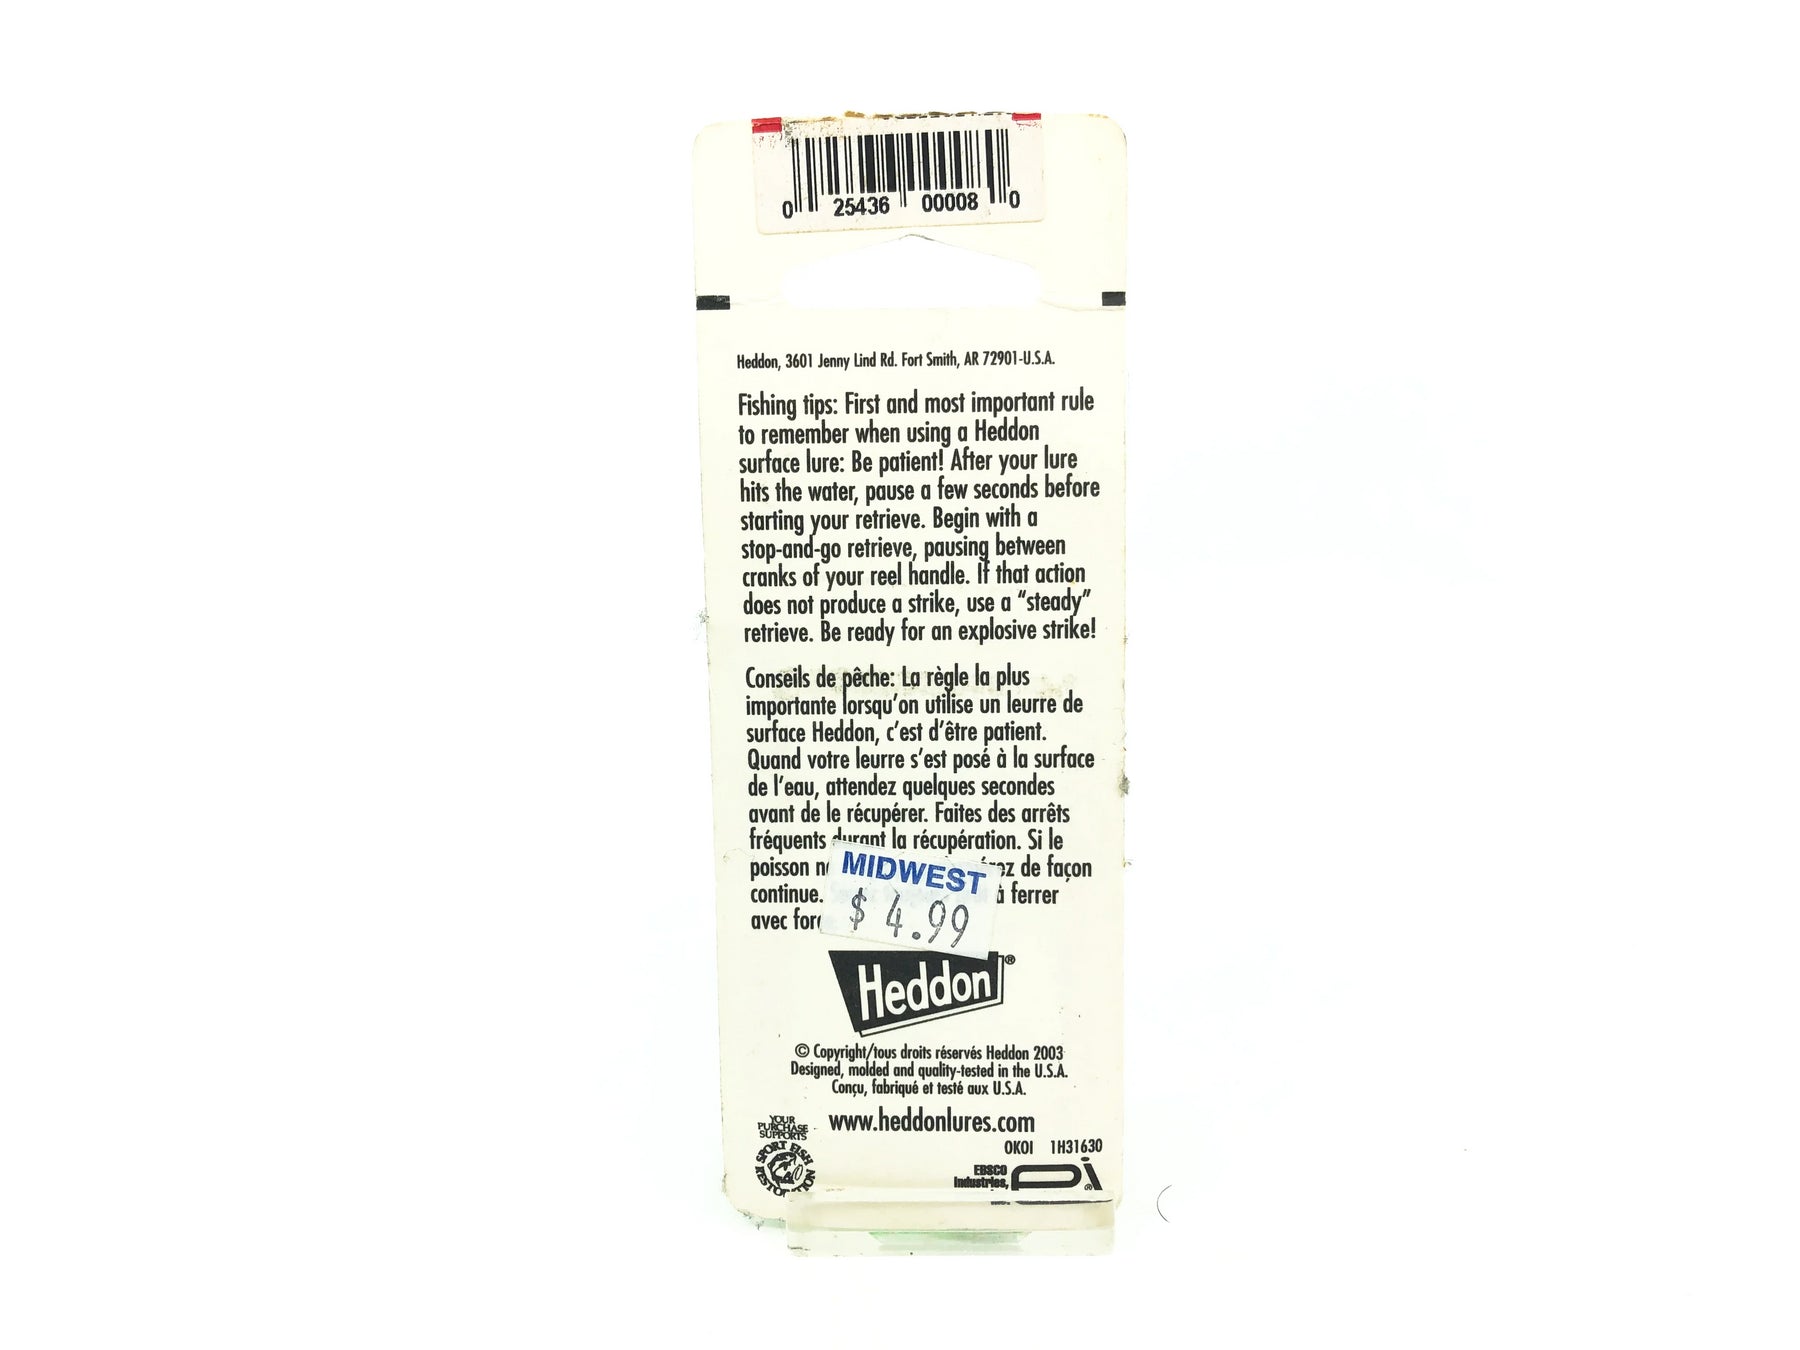 0 25436 00008 0
Heddon, 3601 Jenny Lind Rd. Fort Smith, AR 72901-U.S.A.
Fishing tips: First and most important rule
to remember when using a Heddon
surface lure: Be patient! After your lure
hits the water, pause a few seconds before
starting your retrieve. Begin with a
stop-and-go retrieve, pausing between
cranks of your reel handle. If that action
does not produce a strike, use a “steady”
retrieve. Be ready for an explosive strike!
Conseils de pêche: La règle la plus
importante lorsqu'on utilise un leurre de
surface Heddon, c'est d'être patient.
Quand votre leurre s'est posé à la surface
de l'eau, attendez quelques secondes
avant de le récupérer. Faites des arrêts
fréquents durant la récupération. Si le
poisson de façon
continue. à ferrer
avec
MIDWEST
$ 4.99
Heddon®
© Copyright/tous droits réservés Heddon 2003
Designed, molded and quality-tested in the U.S.A.
Conçu, fabriqué et testé aux U.S.A.
www.heddonlures.com
YOUR
PURCHASE
SUPPORTS
SPORT FISH
RESTORATION
OKOI 1H31630
EBSCO
Industries,